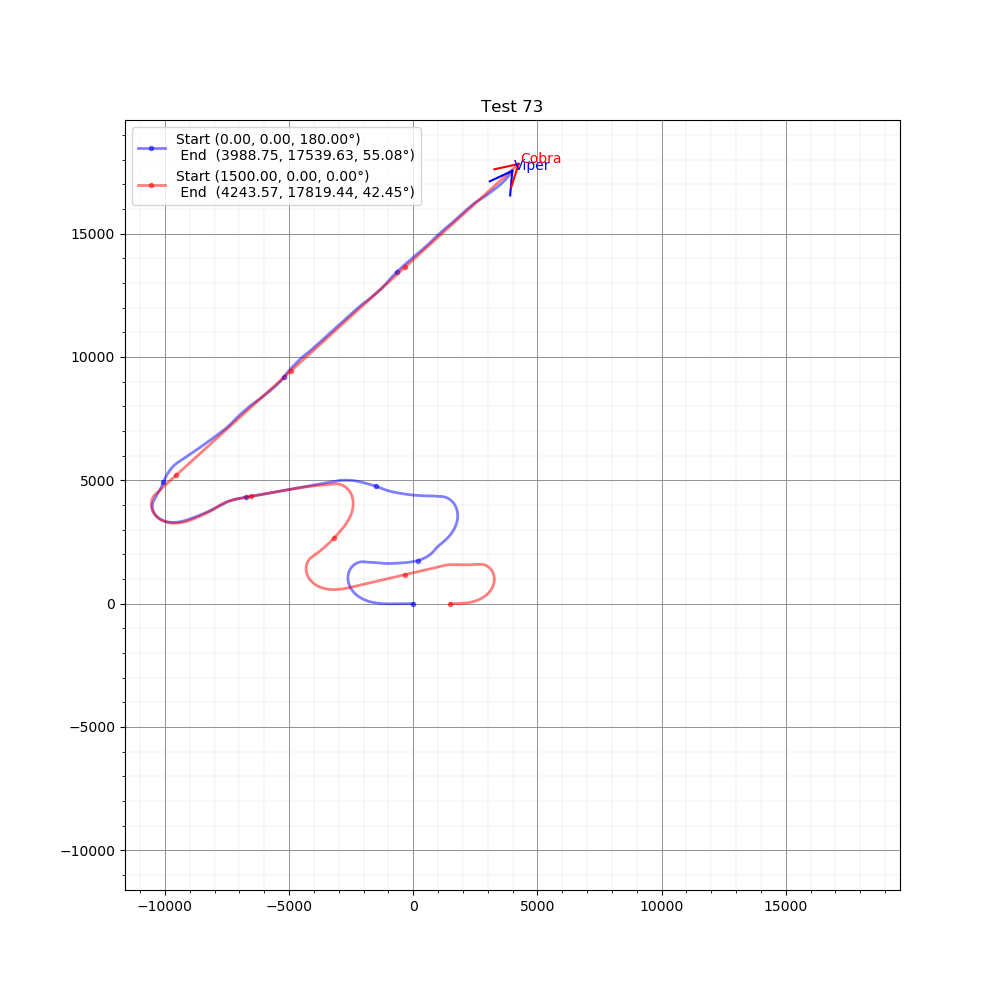 Test 73
Start (0.00, 0.00, 180.00°)
End (3988.75, 17539.63, 55.08°)
Start (1500.00, 0.00, 0.00°)
End (4243.57, 17819.44, 42.45°)
Cobra
Viper
15000
10000
5000
0
−5000
−10000
−10000
−5000
0
5000
10000
15000